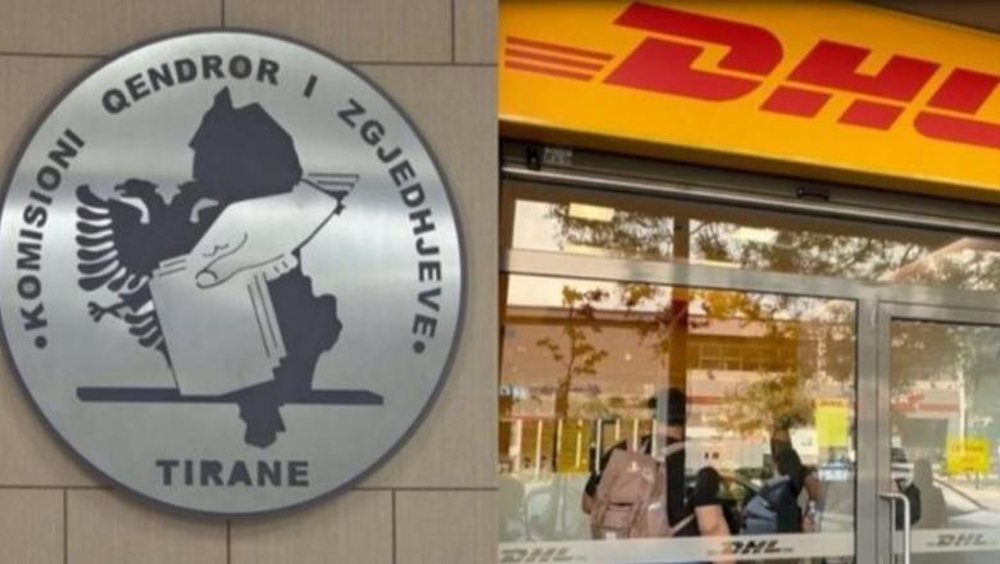 • KOMISIONI QENDROR I ZGJEDHJEVE •
TIRANE
DHL
DHL
DHL
DHL